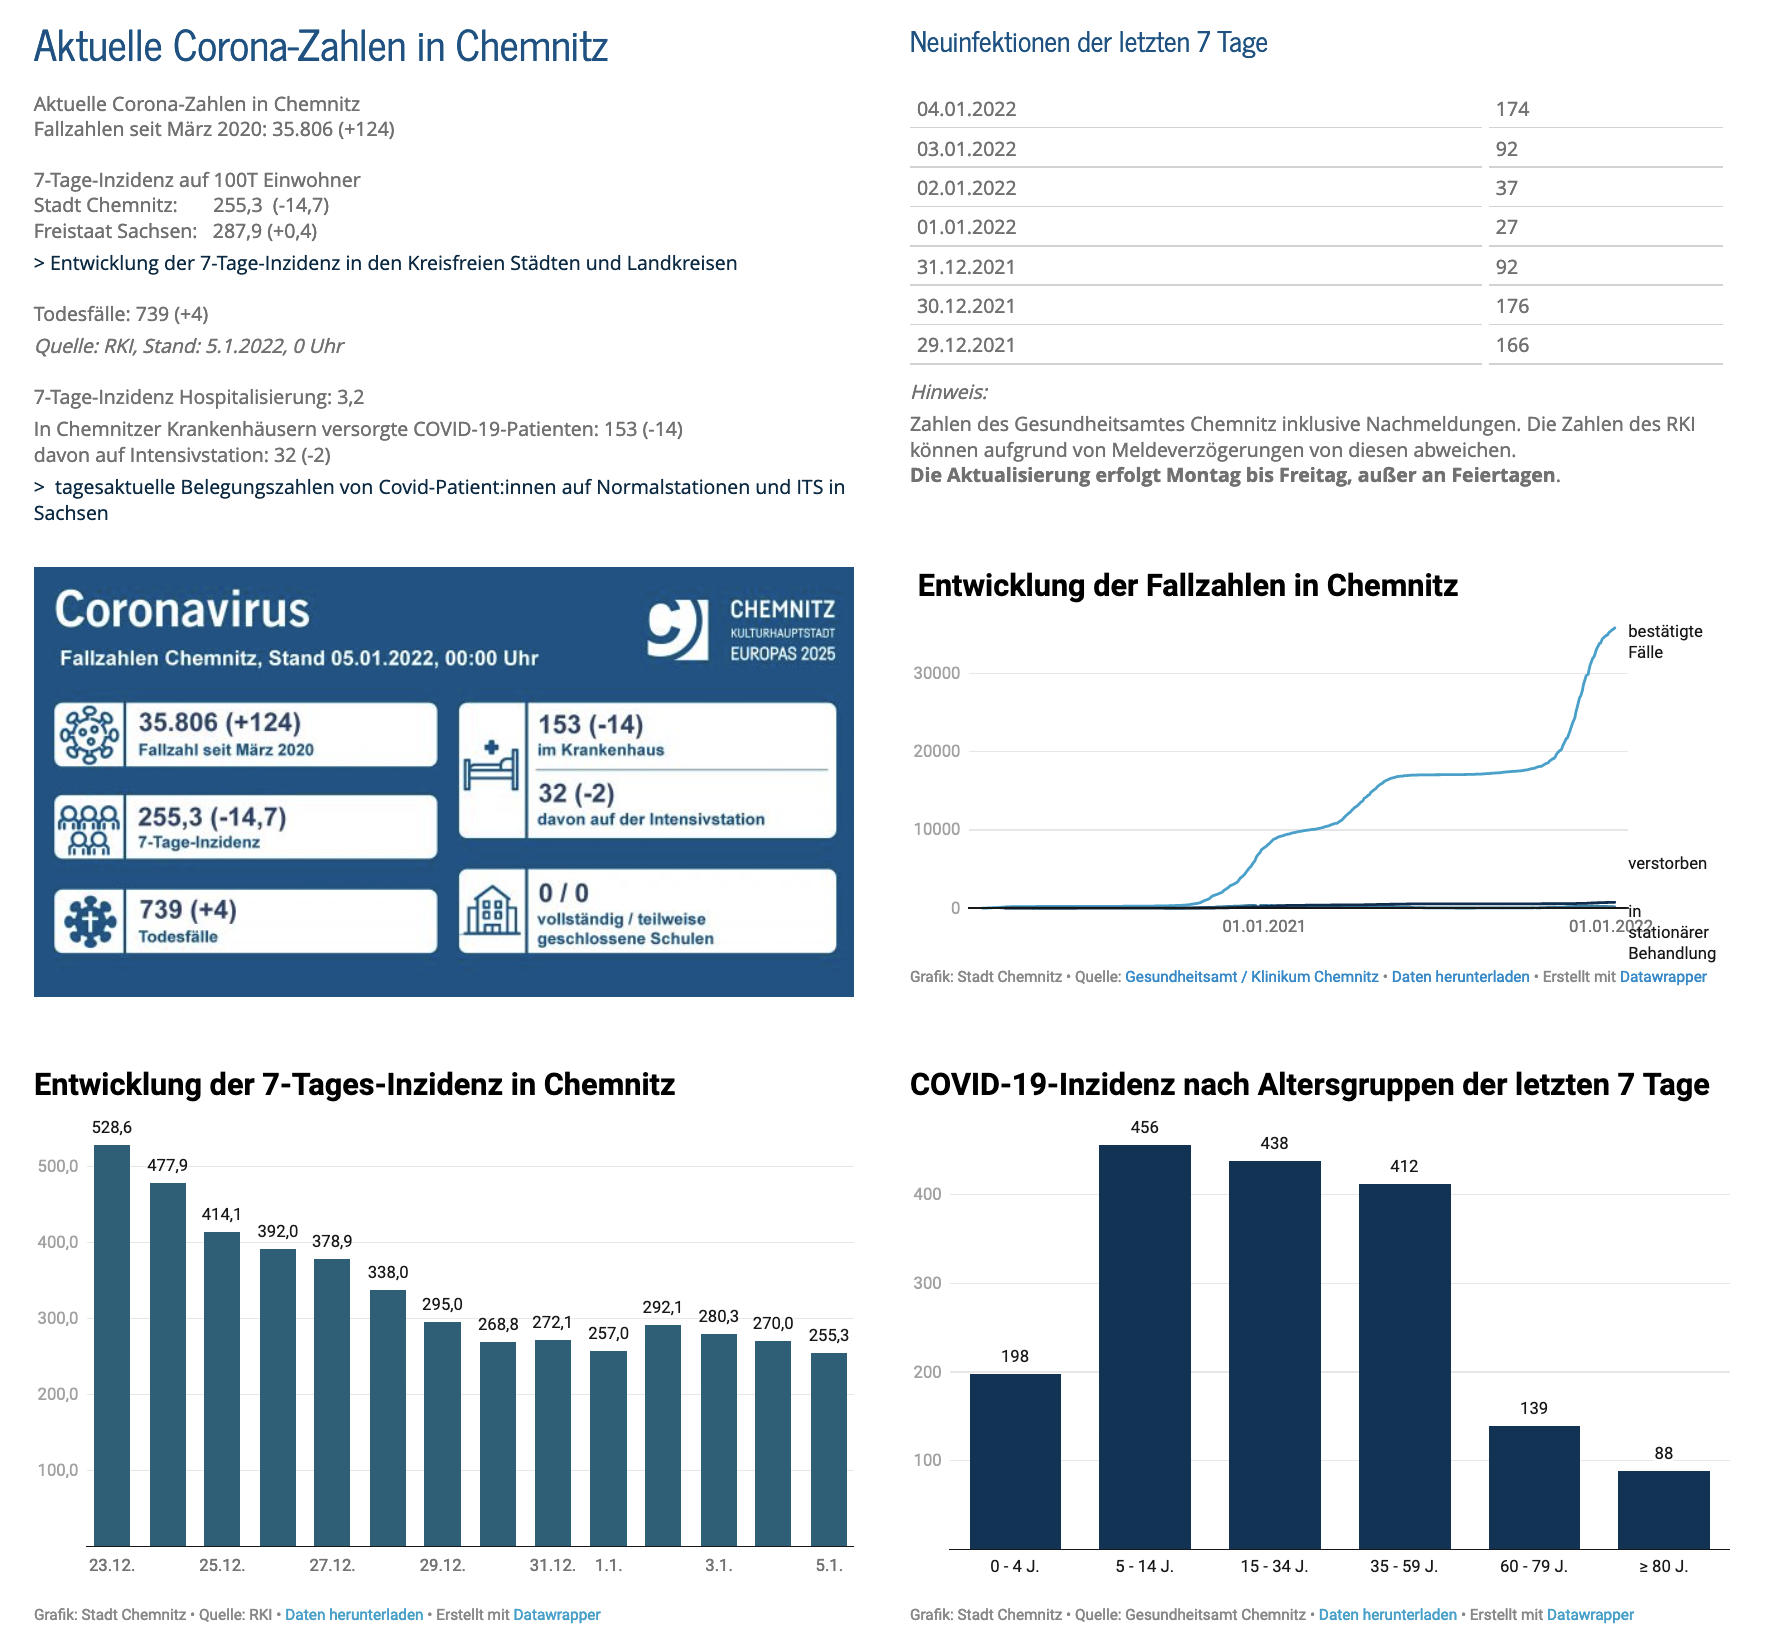 Aktuelle Corona-Zahlen in Chemnitz
Aktuelle Corona-Zahlen in Chemnitz
Fallzahlen seit März 2020: 35.806 (+124)
7-Tage-Inzidenz auf 100T Einwohner
Stadt Chemnitz: 255,3 (-14,7)
Freistaat Sachsen: 287,9 (+0,4)
> Entwicklung der 7-Tage-Inzidenz in den Kreisfreien Städten und Landkreisen
Todesfälle: 739 (+4)
Quelle: RKI, Stand: 5.1.2022, 0 Uhr
7-Tage-Inzidenz Hospitalisierung: 3,2
In Chemnitzer Krankenhäusern versorgte COVID-19-Patienten: 153 (-14)
davon auf Intensivstation: 32 (-2)
> tagesaktuelle Belegungszahlen von Covid-Patient:innen auf Normalstationen und ITS in
Sachsen
Neuinfektionen der letzten 7 Tage
04.01.2022 174
03.01.2022 92
02.01.2022 37
01.01.2022 27
31.12.2021 92
30.12.2021 176
29.12.2021 166
Hinweis:
Zahlen des Gesundheitsamtes Chemnitz inklusive Nachmeldungen. Die Zahlen des RKI
können aufgrund von Meldeverzögerungen von diesen abweichen.
Die Aktualisierung erfolgt Montag bis Freitag, außer an Feiertagen.
Coronavirus
Fallzahlen Chemnitz, Stand 05.01.2022, 00:00 Uhr
CHEMNITZ
KULTURHAUPTSTADT
EUROPAS 2025
35.806 (+124)
Fallzahl seit März 2020
255,3 (-14,7)
7-Tage-Inzidenz
739 (+4)
Todesfälle
153 (-14)
im Krankenhaus
32 (-2)
davon auf der Intensivstation
0 / 0
vollständig / teilweise
geschlossene Schulen
Entwicklung der Fallzahlen in Chemnitz
bestätigte
Fälle
30000
20000
10000
verstorben
0
in
stationärer
Behandlung
01.01.2021 01.01.2022
Grafik: Stadt Chemnitz • Quelle: Gesundheitsamt / Klinikum Chemnitz • Daten herunterladen • Erstellt mit Datawrapper
Entwicklung der 7-Tages-Inzidenz in Chemnitz
500,0
400,0
300,0
200,0
100,0
528,6 477,9 414,1 392,0 378,9 338,0 295,0 268,8 272,1 257,0 292,1 280,3 270,0 255,3
23.12. 25.12. 27.12. 29.12. 31.12. 1.1. 3.1. 5.1.
Grafik: Stadt Chemnitz • Quelle: RKI • Daten herunterladen • Erstellt mit Datawrapper
COVID-19-Inzidenz nach Altersgruppen der letzten 7 Tage
400
300
200
100
198 456 438 412 139 88
0 - 4 J. 5 - 14 J. 15 - 34 J. 35 - 59 J. 60 - 79 J. ≥ 80 J.
Grafik: Stadt Chemnitz • Quelle: Gesundheitsamt Chemnitz • Daten herunterladen • Erstellt mit Datawrapper